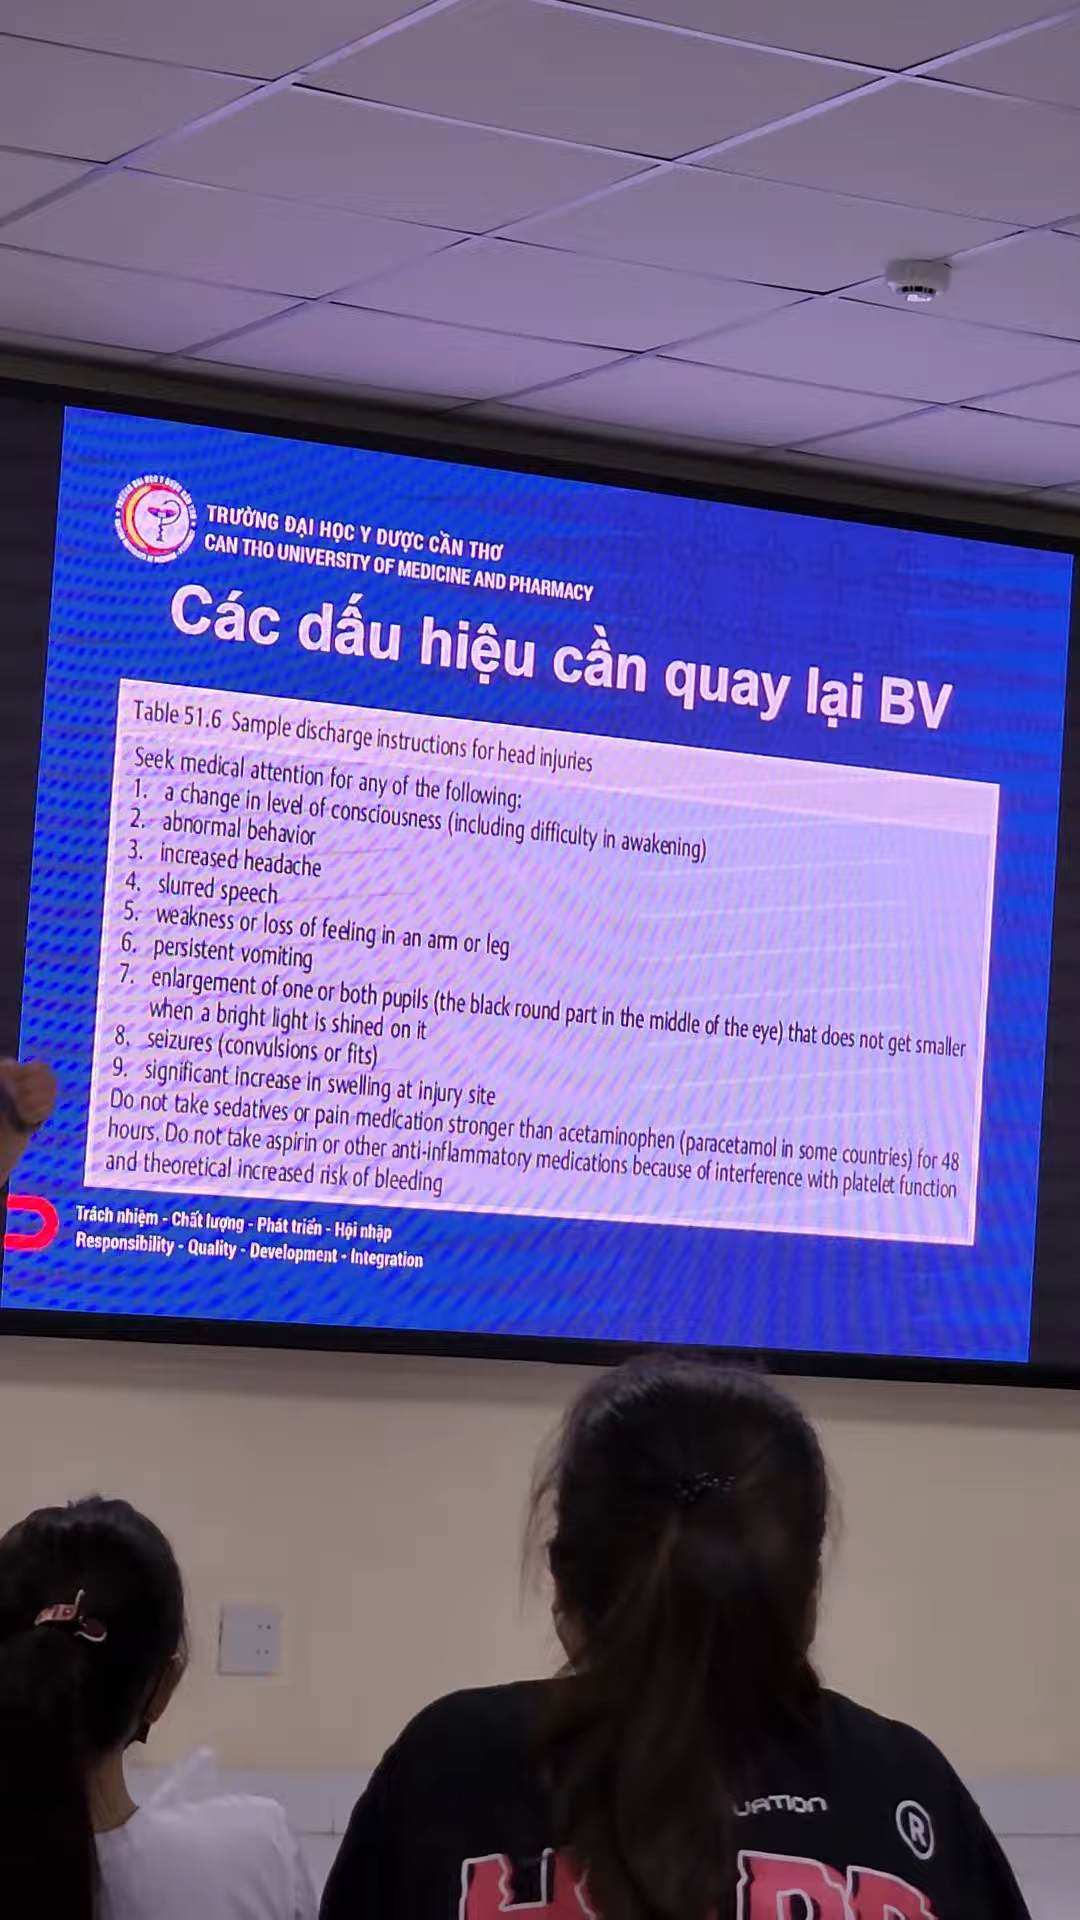 TRƯỜNG ĐẠI HỌC Y DƯỢC CẦN THƠ
CAN THO UNIVERSITY OF MEDICINE AND PHARMACY
Các dấu hiệu cần quay lại BV
Table 51.6 Sample discharge instructions for head injuries
Seek medical attention for any of the following:
1. a change in level of consciousness (including difficulty in awakening)
2. abnormal behavior
3. increased headache
4. slurred speech
5. weakness or loss of feeling in an arm or leg
6. persistent vomiting
7. enlargement of one or both pupils (the black round part in the middle of the eye) that does not get smaller
when a bright light is shined on it
8. seizures (convulsions or fits)
9. significant increase in swelling at injury site
Do not take sedatives or pain medication stronger than acetaminophen (paracetamol in some countries) for 48
hours. Do not take aspirin or other anti-inflammatory medications because of interference with platelet function
and theoretical increased risk of bleeding
Trách nhiệm - Chất lượng - Phát triển - Hội nhập
Responsibility - Quality - Development - Integration
UATION
®